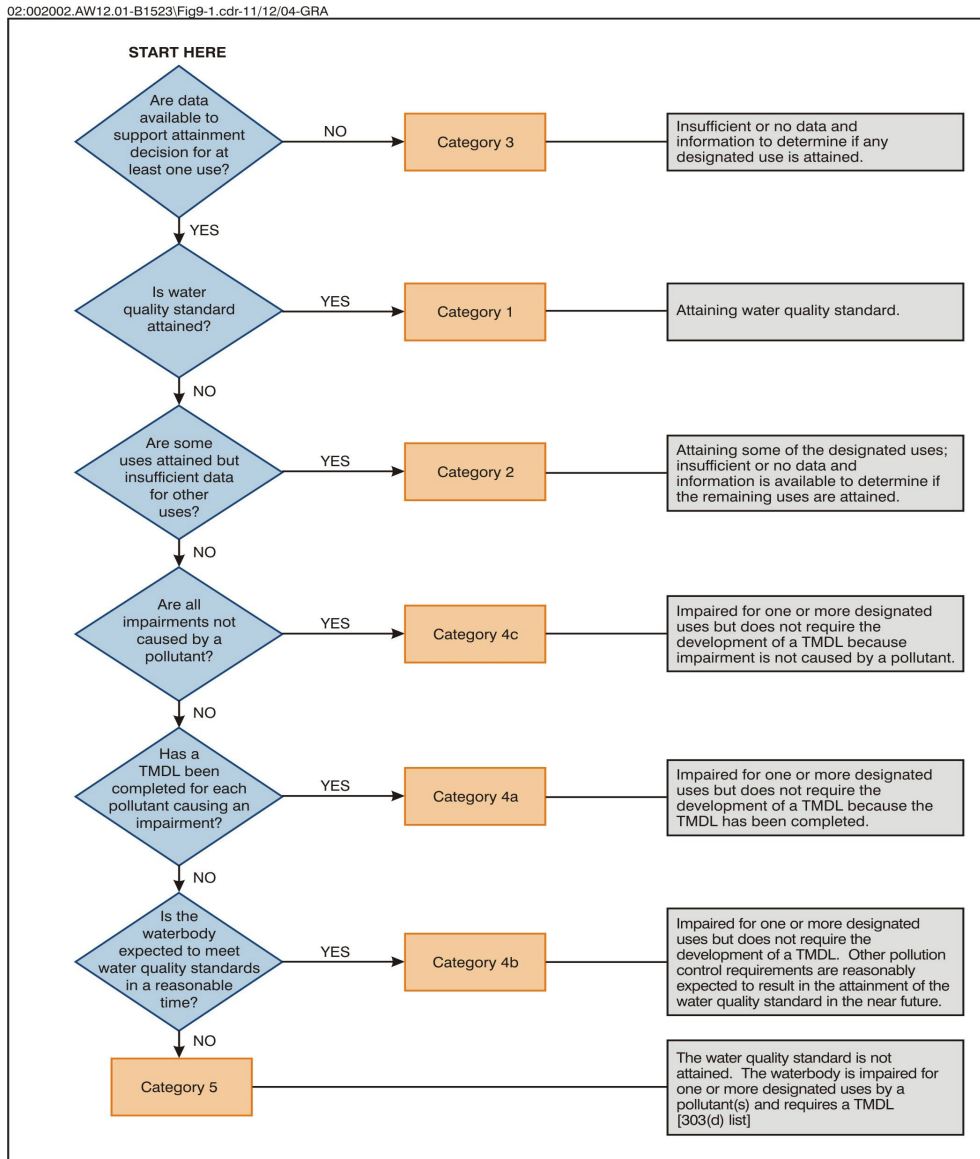 02:002002.AW12.01-B1523\Fig9-1.cdr-11/12/04-GRA
START HERE
Are data
available to
support attainment
decision for at
least one use?
NO
Category 3
Insufficient or no data and
information to determine if any
designated use is attained.
YES
Is water
quality standard
attained?
YES
Category 1
Attaining water quality standard.
NO
Are some
uses attained but
insufficient data
for other
uses?
YES
Category 2
Attaining some of the designated uses;
insufficient or no data and
information is available to determine if
the remaining uses are attained.
NO
Are all
impairments not
caused by a
pollutant?
YES
Category 4c
Impaired for one or more designated
uses but does not require the
development of a TMDL because
impairment is not caused by a pollutant.
NO
Has a
TMDL been
completed for each
pollutant causing an
impairment?
YES
Category 4a
Impaired for one or more designated
uses but does not require the
development of a TMDL because the
TMDL has been completed.
NO
Is the
waterbody
expected to meet
water quality standards
in a reasonable
time?
YES
Category 4b
Impaired for one or more designated
uses but does not require the
development of a TMDL.  Other pollution
control requirements are reasonably
expected to result in the attainment of the
water quality standard in the near future.
NO
Category 5
The water quality standard is not
attained.  The waterbody is impaired for
one or more designated uses by a
pollutant(s) and requires a TMDL
[303(d) list]